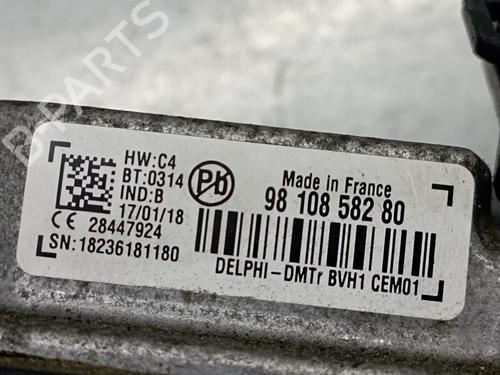 B-PARTS
HW:C4
BT:0314
IND:B
17/01/18
28447924
SN:18236181180
Pb
Made in France
98 108 582 80
DELPHI-DMTr BVH1 CEM01